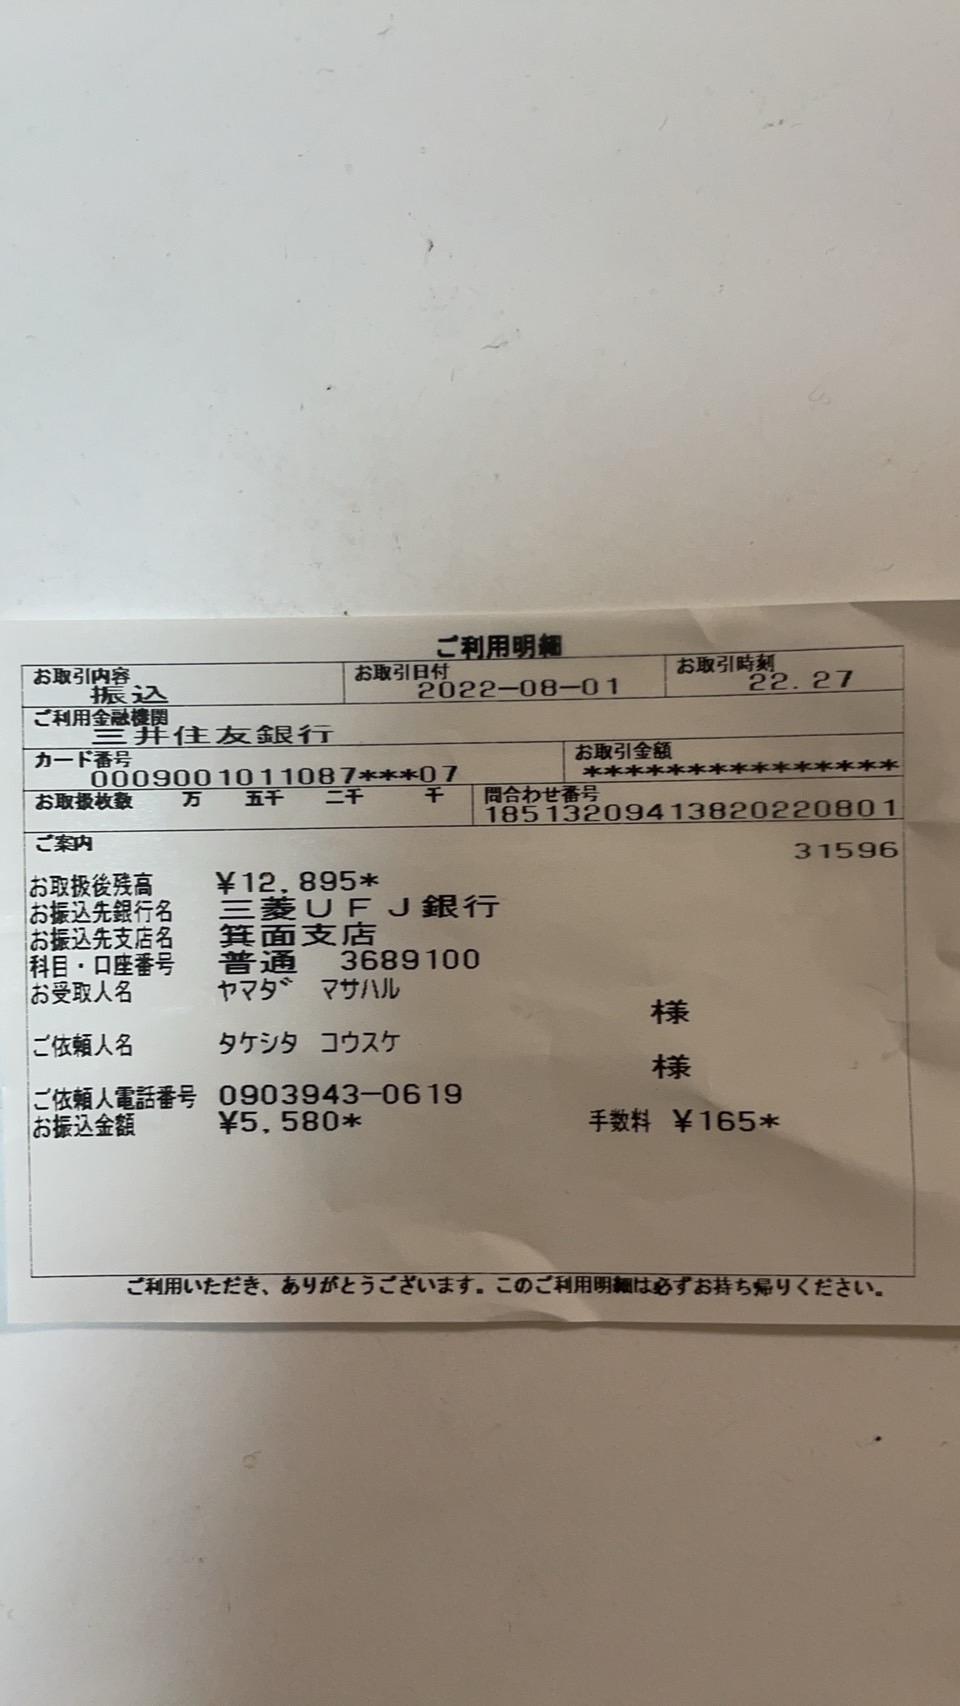 ご利用明細
お取引内容 お取引日付 お取引時刻
振込 2022-08-01 22.27
ご利用金融機関
三井住友銀行
カード番号 お取引金額
0009001011087***07 ***************
お取扱枚数 万 五千 二千 千 問合わせ番号
18513209413820220801
ご案内 31596
お取扱後残高 ¥12,895*
お振込先銀行名 三菱UFJ銀行
お振込先支店名 箕面支店
科目・口座番号 普通 3689100
お受取人名 ヤマダ マサハル
様
ご依頼人名 タケシタ コウスケ
様
ご依頼人電話番号 0903943-0619
お振込金額 ¥5,580* 手数料 ¥165*
ご利用いただき、ありがとうございます。このご利用明細は必ずお持ち帰りください。